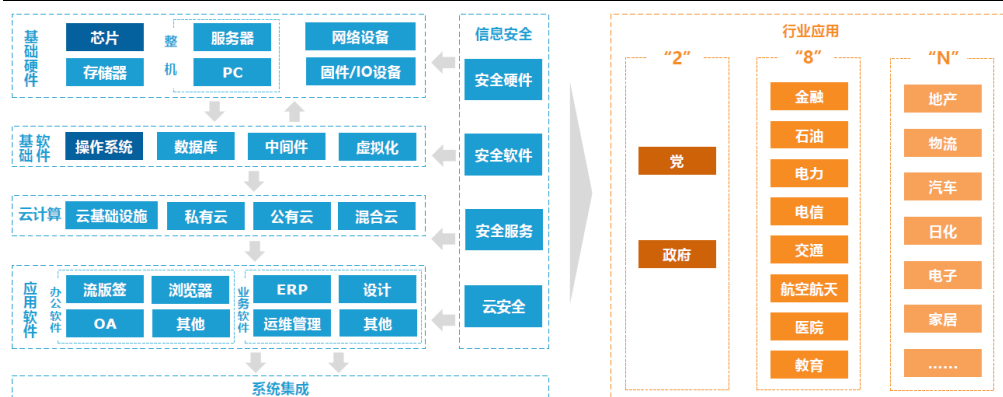 基础硬件
芯片
存储器
整机
服务器
PC
网络设备
固件/IO设备
基础软件
操作系统
数据库
中间件
虚拟化
云计算
云基础设施
私有云
公有云
混合云
应用软件
办公软件
流版签
浏览器
OA
其他
业务软件
ERP
设计
运维管理
其他
系统集成
信息安全
安全硬件
安全软件
安全服务
云安全
行业应用
“2”
党
政府
“8”
金融
石油
电力
电信
交通
航空航天
医院
教育
“N”
地产
物流
汽车
日化
电子
家居
......